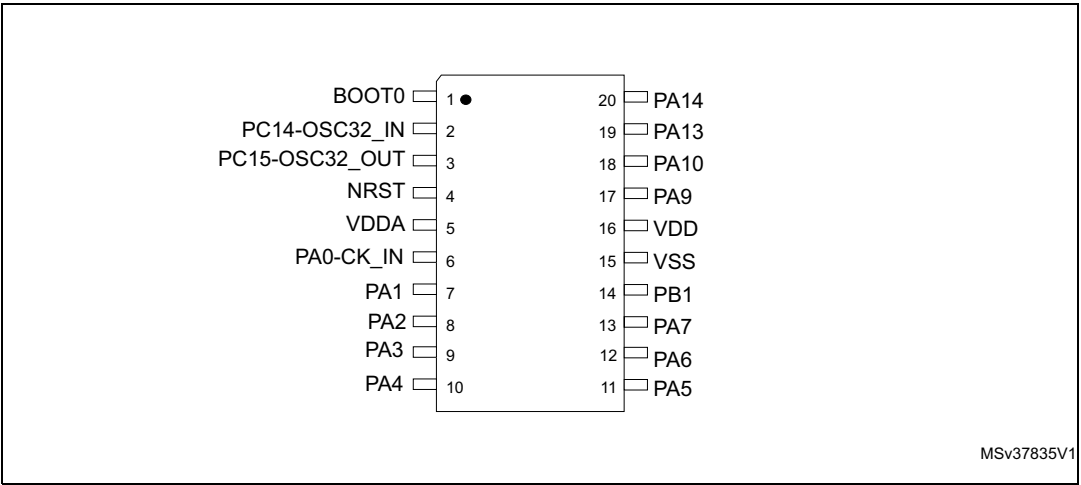 BOOT0 1 20 PA14
PC14-OSC32_IN 2 19 PA13
PC15-OSC32_OUT 3 18 PA10
NRST 4 17 PA9
VDDA 5 16 VDD
PA0-CK_IN 6 15 VSS
PA1 7 14 PB1
PA2 8 13 PA7
PA3 9 12 PA6
PA4 10 11 PA5
MSv37835V1